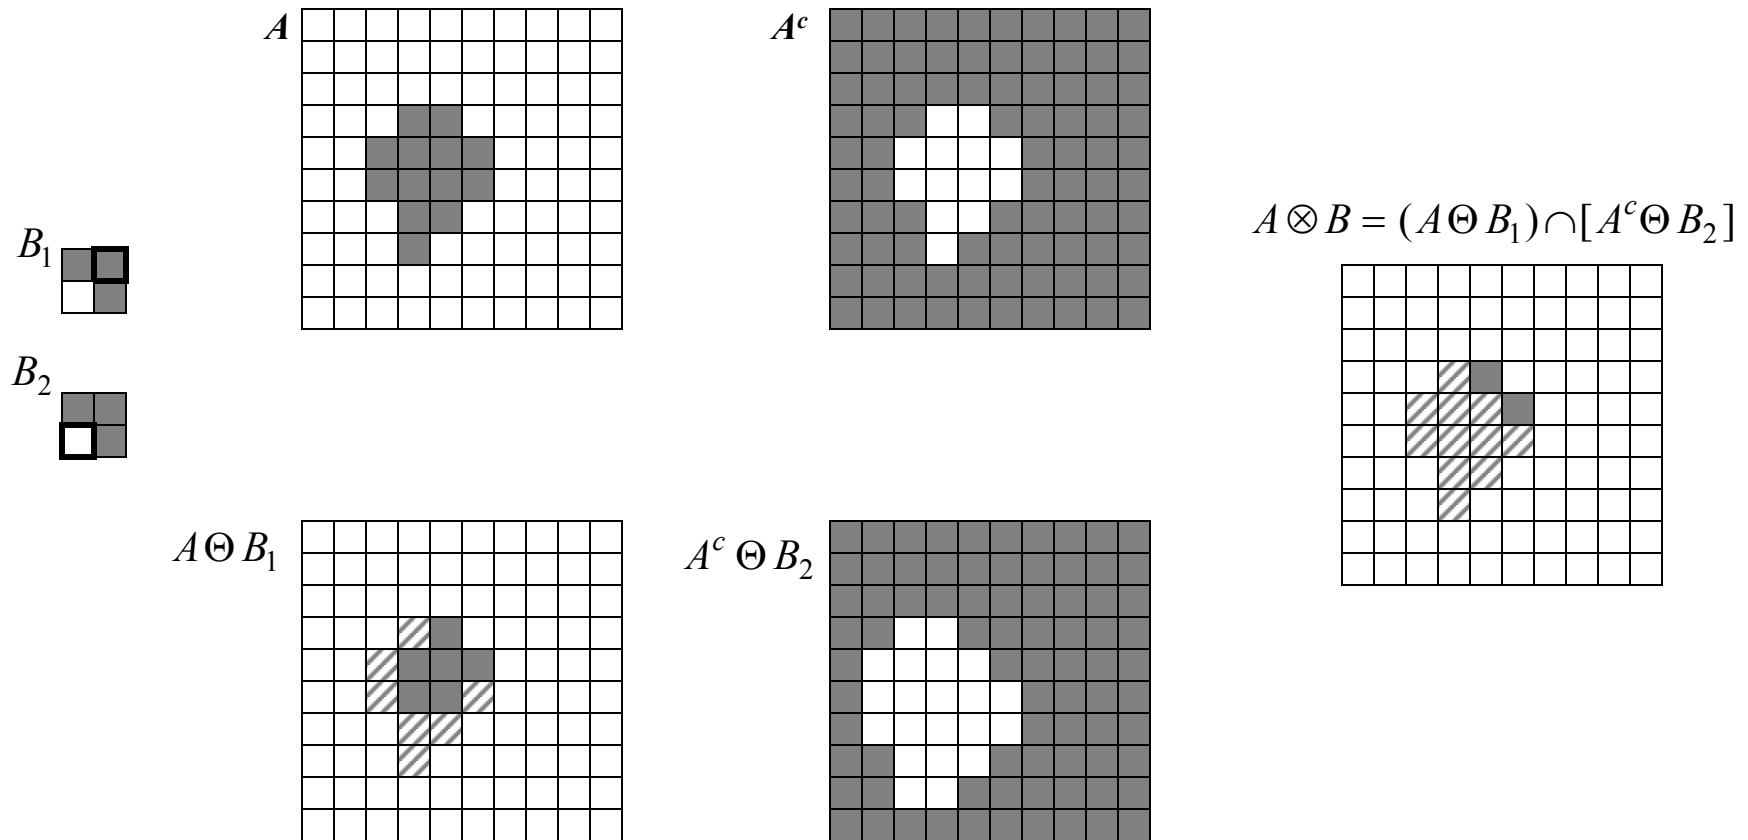 A
A^c
B₁
A ⊗ B = (A Θ B₁) ∩ [A^c Θ B₂]
B₂
A Θ B₁
A^c Θ B₂